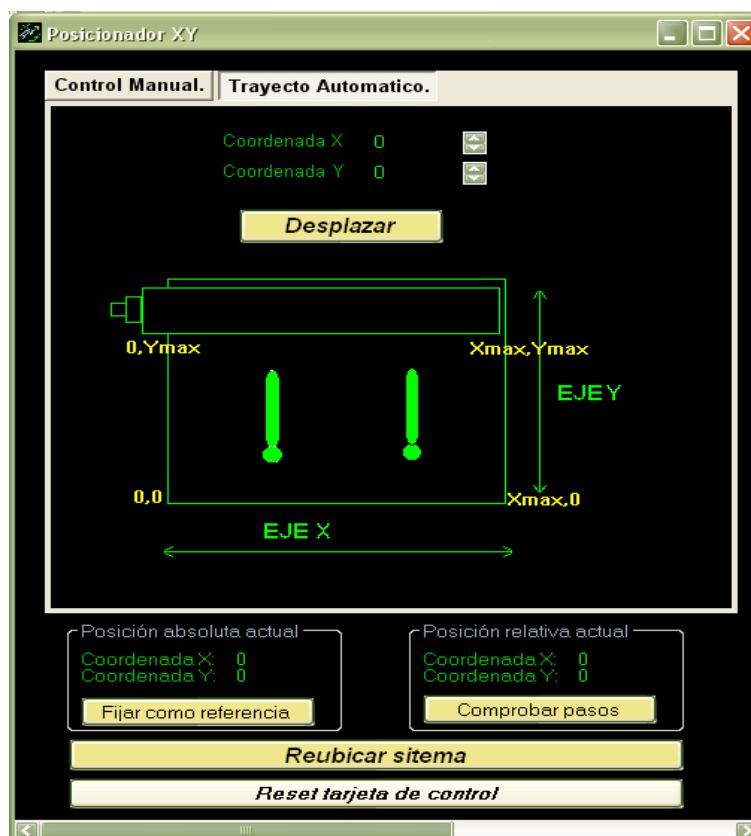 Posicionador XY
Control Manual. Trayecto Automatico.
Coordenada X 0
Coordenada Y 0
Desplazar
0,Ymax Xmax,Ymax
EJE Y
0,0 Xmax,0
EJE X
Posición absoluta actual
Coordenada X: 0
Coordenada Y: 0
Fijar como referencia
Posición relativa actual
Coordenada X: 0
Coordenada Y: 0
Comprobar pasos
Reubicar sitema
Reset tarjeta de control